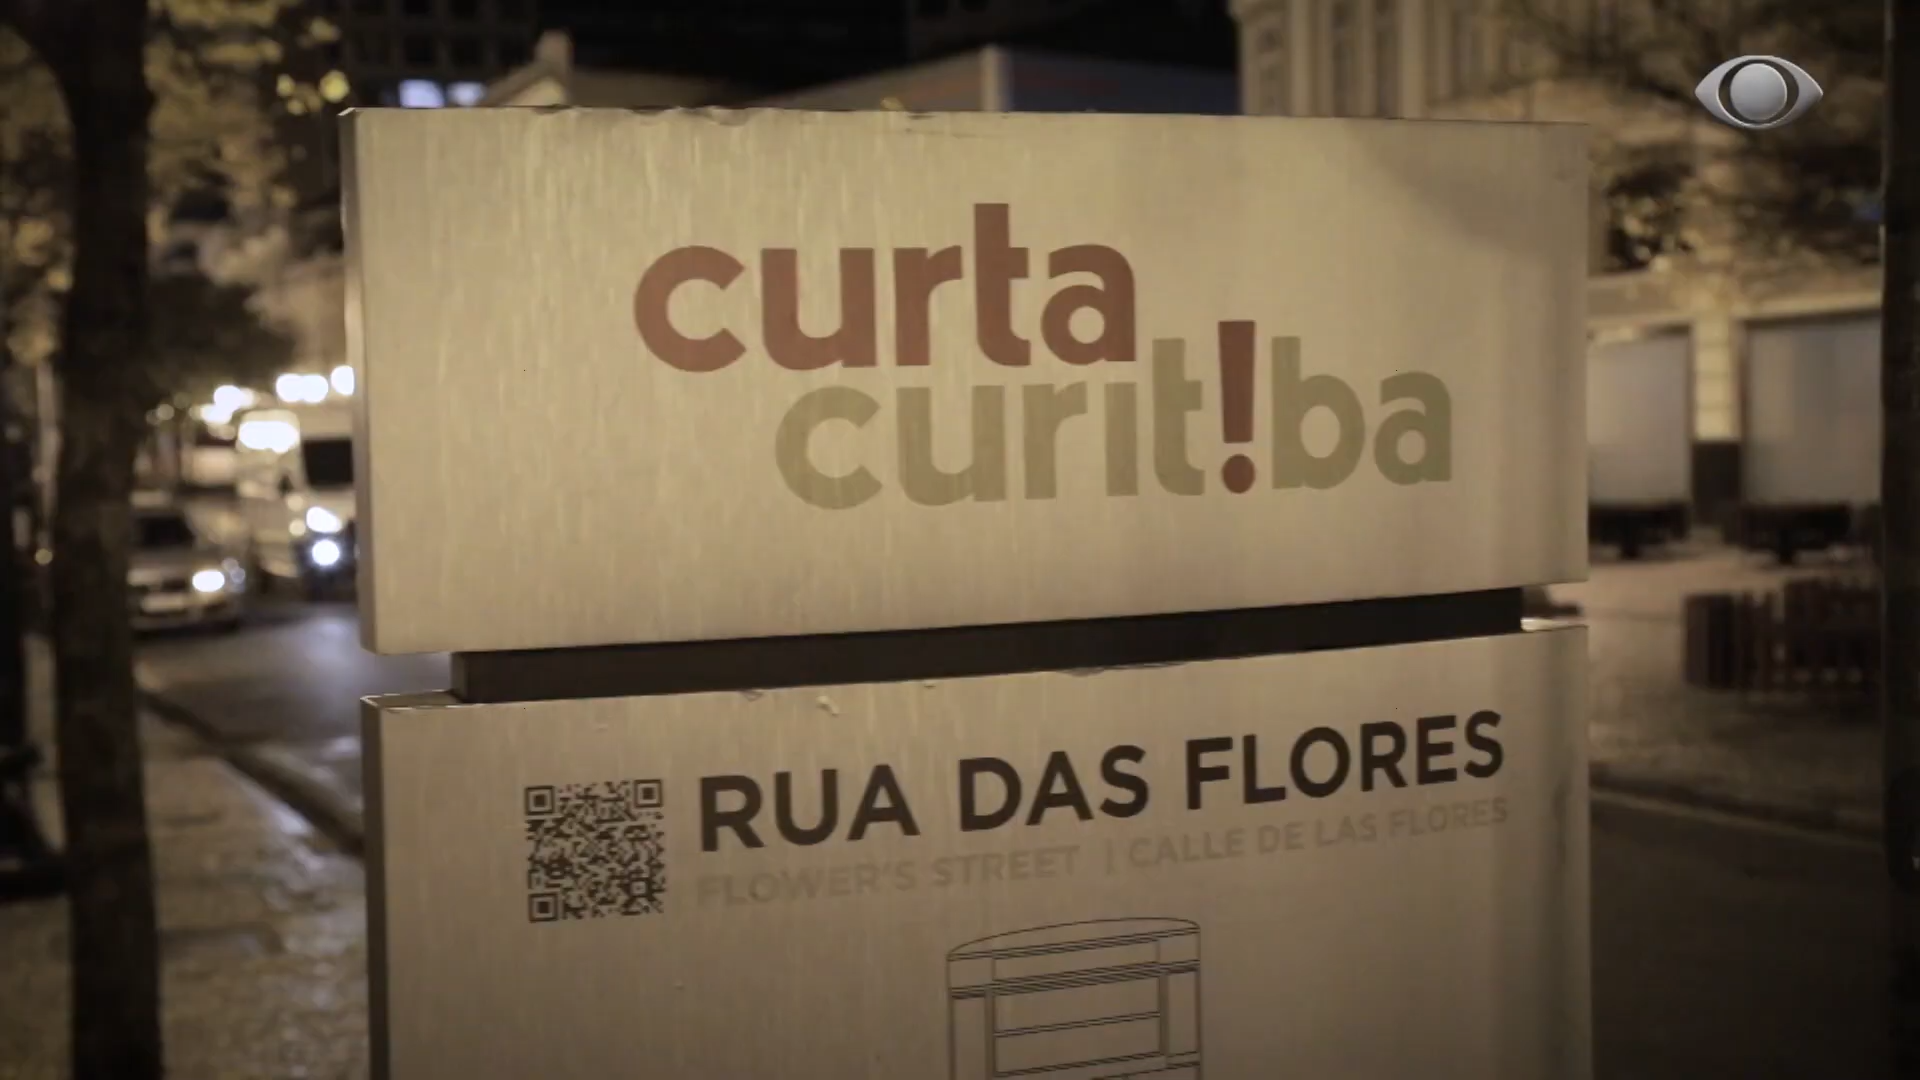 curta
curit!ba
RUA DAS FLORES
FLOWER'S STREET | CALLE DE LAS FLORES